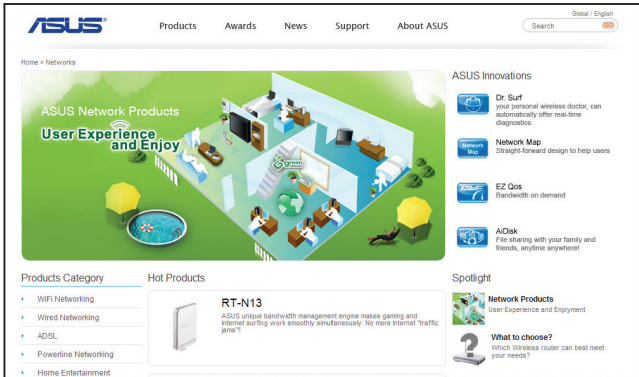 ASUS
Products Awards News Support About ASUS
Global / English
Search GO
Home > Networks
ASUS Network Products
User Experience
and Enjoy
green
network
ASUS Innovations
Dr. Surf
your personal wireless doctor, can
automatically offer real-time
diagnostics.
Network
Map
Network Map
Straight-forward design to help users
EZQoS
EZ Qos
Bandwidth on demand
AiDisk
File sharing with your family and
friends, anytime anywhere!
Products Category
WiFi Networking
Wired Networking
ADSL
Powerline Networking
Home Entertainment
Hot Products
RT-N13
ASUS unique bandwidth management engine makes gaming and
Internet surfing work smoothly simultaneously. No more Internet "traffic
jams"!!
Spotlight
Network Products
User Experience and Enjoyment
What to choose?
Which Wireless router can best meet
your needs?